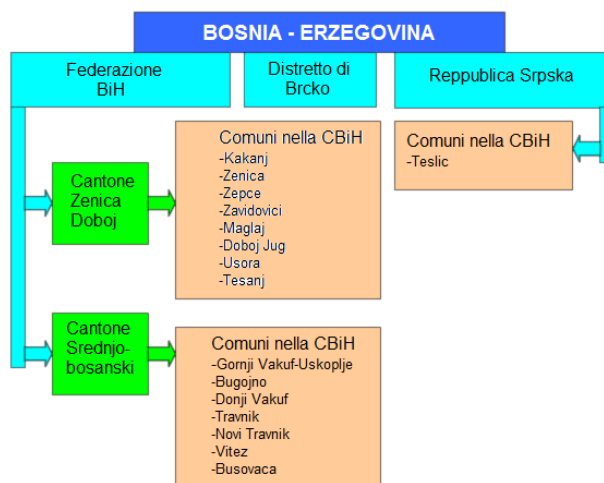 BOSNIA - ERZEGOVINA
Federazione
BiH
Distretto di
Brcko
Reppublica Srpska
Cantone
Zenica
Doboj
Comuni nella CBiH
-Kakanj
-Zenica
-Zepce
-Zavidovici
-Maglaj
-Doboj Jug
-Usora
-Tesanj
Comuni nella CBiH
-Teslic
Cantone
Srednjo-
bosanski
Comuni nella CBiH
-Gornji Vakuf-Uskoplje
-Bugojno
-Donji Vakuf
-Travnik
-Novi Travnik
-Vitez
-Busovaca